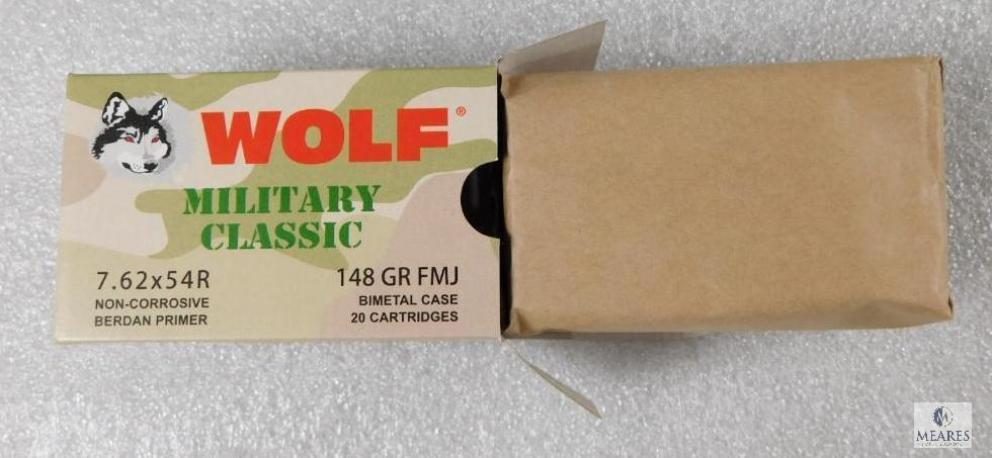 WOLF®
MILITARY
CLASSIC
7.62x54R
148 GR FMJ
NON-CORROSIVE
BIMETAL CASE
BERDAN PRIMER
20 CARTRIDGES
MEARES